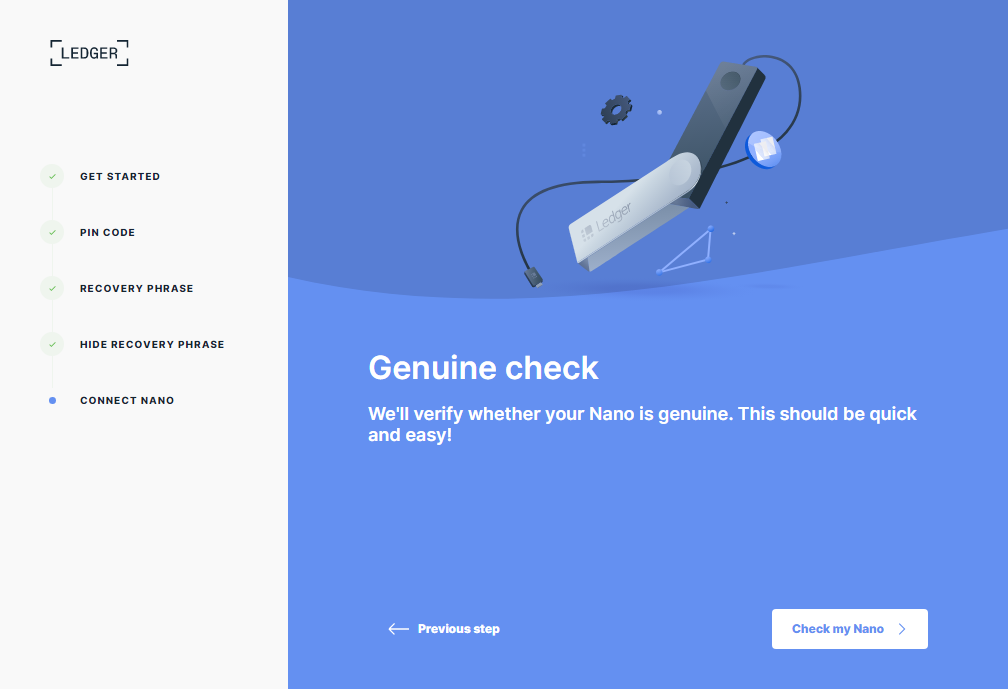 LEDGER
GET STARTED
PIN CODE
RECOVERY PHRASE
HIDE RECOVERY PHRASE
CONNECT NANO
Ledger
Genuine check
We'll verify whether your Nano is genuine. This should be quick
and easy!
Previous step
Check my Nano